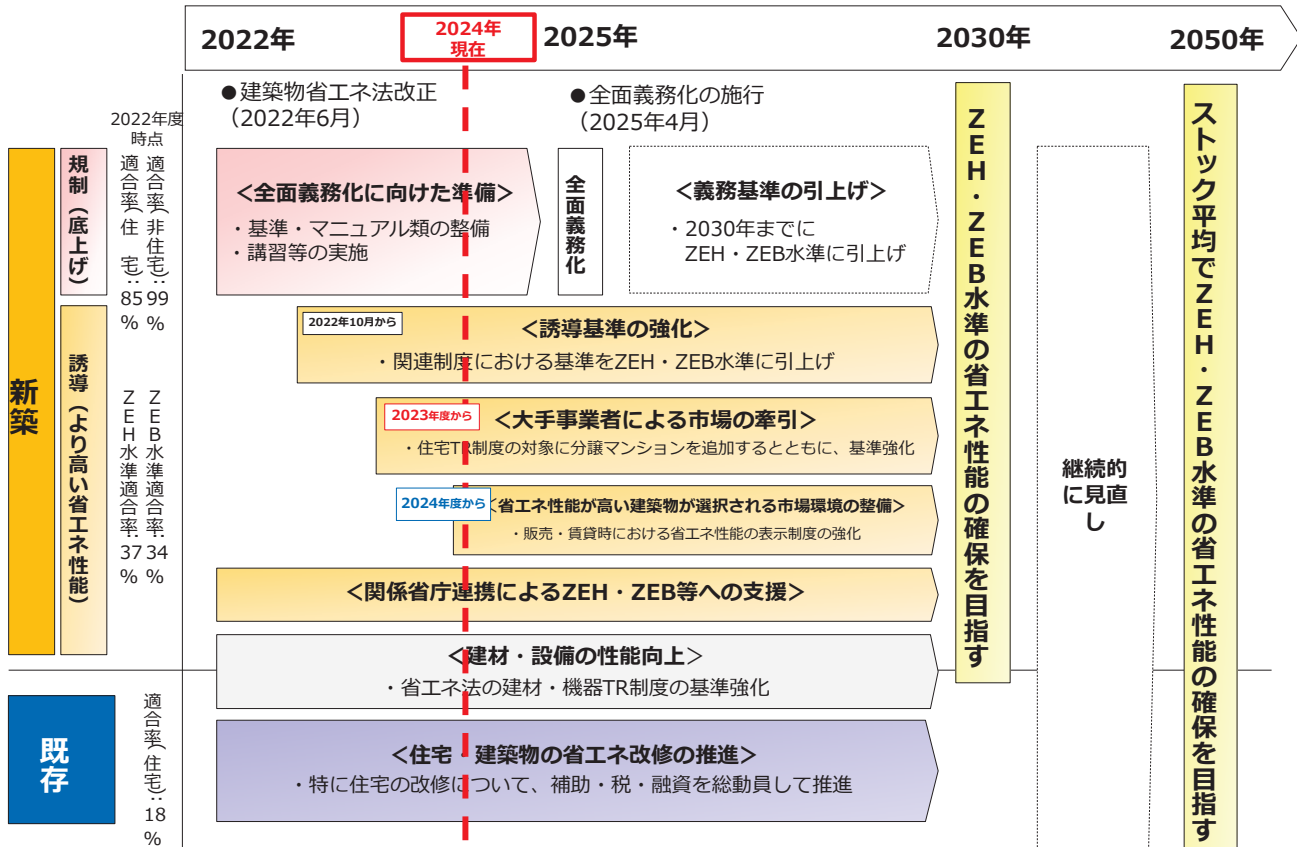 2022年
2024年
現在
2025年
2030年
2050年
●建築物省エネ法改正
（2022年6月）
●全面義務化の施行
（2025年4月）
2022年度
時点
新築
規制（底上げ）
適合率（非住宅）：99%
適合率（住　宅）：85%
＜全面義務化に向けた準備＞
・基準・マニュアル類の整備
・講習等の実施
全面義務化
＜義務基準の引上げ＞
・2030年までに
ZEH・ZEB水準に引上げ
誘導（より高い省エネ性能）
ZEB水準適合率：34%
ZEH水準適合率：37%
2022年10月から
＜誘導基準の強化＞
・関連制度における基準をZEH・ZEB水準に引上げ
2023年度から
＜大手事業者による市場の牽引＞
・住宅TR制度の対象に分譲マンションを追加するとともに、基準強化
2024年度から
＜省エネ性能が高い建築物が選択される市場環境の整備＞
・販売・賃貸時における省エネ性能の表示制度の強化
＜関係省庁連携によるZEH・ZEB等への支援＞
＜建材・設備の性能向上＞
・省エネ法の建材・機器TR制度の基準強化
既存
適合率（住宅）：18%
＜住宅・建築物の省エネ改修の推進＞
・特に住宅の改修について、補助・税・融資を総動員して推進
ZEH・ZEB水準の省エネ性能の確保を目指す
継続的
に見直
し
ストック平均でZEH・ZEB水準の省エネ性能の確保を目指す